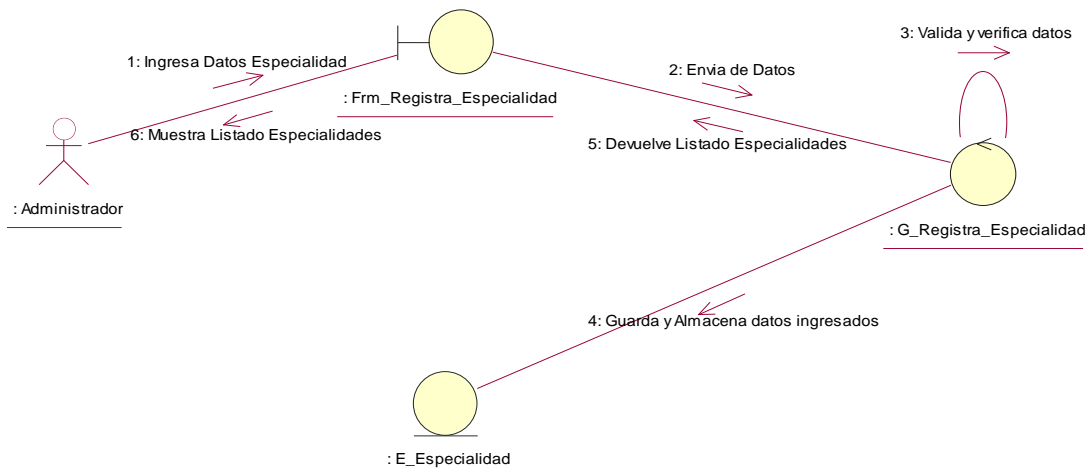 3: Valida y verifica datos
1: Ingresa Datos Especialidad
2: Envia de Datos
: Frm_Registra_Especialidad
6: Muestra Listado Especialidades
5: Devuelve Listado Especialidades
: Administrador
: G_Registra_Especialidad
4: Guarda y Almacena datos ingresados
: E_Especialidad